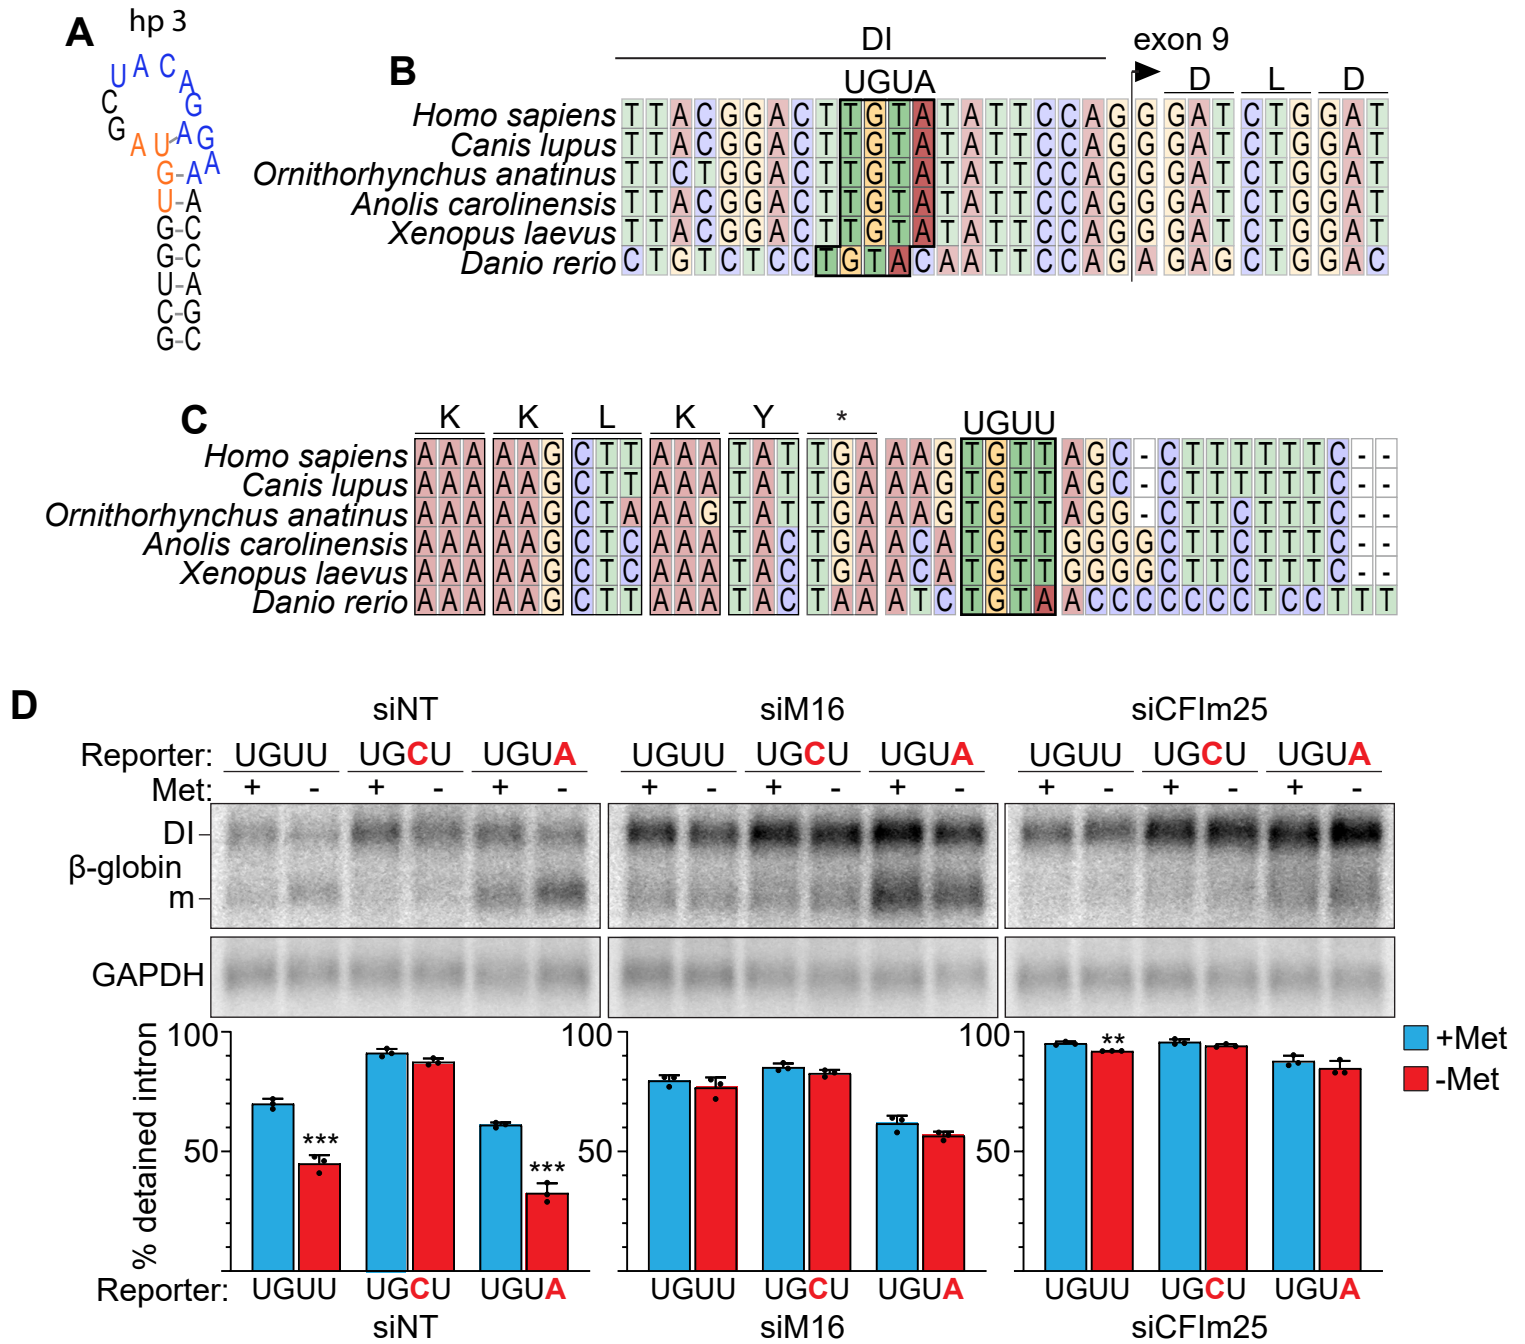 A
hp 3
U A C A G G A A
C
G
A U A
G-A
U-A
G-C
G-C
U-A
C-G
G-C
B
DI
exon 9
UGUA
D L D
Homo sapiens T T A C G G A C T T G T A T A T T C C A G G G A T C T G G A T
Canis lupus T T A C G G A C T T G T A T A T T C C A G G G A T C T G G A T
Ornithorhynchus anatinus T T C T G G A C T T G T A T A T T C C A G G G A T C T G G A T
Anolis carolinensis T T A C G G A C T T G T A T A T T C C A G G G A T C T G G A T
Xenopus laevus T T A C G G A C T T G T A T A T T C C A G G G A T C T G G A T
Danio rerio C T G T C T C C T G T A C A A T T C C A G A G A G C T G G A C
C
K K L K Y * UGUU
Homo sapiens A A A A A G C T T A A A T A T T G A A A G T G T T A G C - C T T T T T T C - -
Canis lupus A A A A A G C T T A A A T A T T G A A A G T G T T A G C - C T T T T T T C - -
Ornithorhynchus anatinus A A A A A G C T A A A G T A T T G A A A G T G T T A G G - C T T C T T T C - -
Anolis carolinensis A A A A A G C T C A A A T A C T G A A C A T G T T G G G G C T T C T T T C - -
Xenopus laevus A A A A A G C T C A A A T A C T G A A C A T G T T G G G G C T T C T T T C - -
Danio rerio A A A A A G C T T A A A T A C T A A A T C T G T A A C C C C C C C T C C T T T
D
siNT siM16 siCFIm25
Reporter: UGUU UGCU UGUA UGUU UGCU UGUA UGUU UGCU UGUA
Met: + - + - + - + - + - + - + - + - + -
DI
β-globin
m
GAPDH
% detained intron
100
50
***
***
100
50
100
50
**
+Met
-Met
Reporter: UGUU UGCU UGUA UGUU UGCU UGUA UGUU UGCU UGUA
siNT siM16 siCFIm25